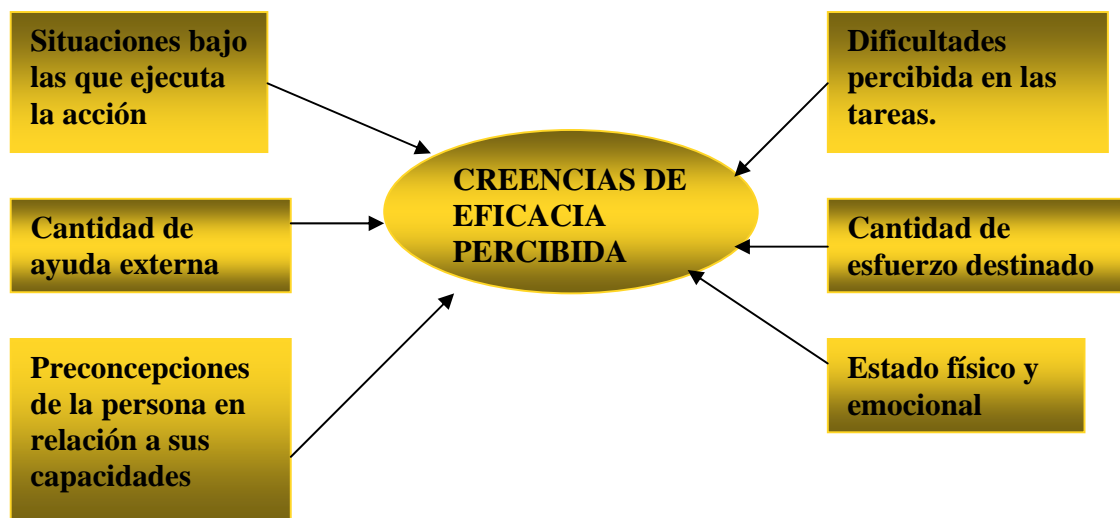 Situaciones bajo
las que ejecuta
la acción
Dificultades
percibida en las
tareas.
CREENCIAS DE
EFICACIA
PERCIBIDA
Cantidad de
ayuda externa
Cantidad de
esfuerzo destinado
Preconcepciones
de la persona en
relación a sus
capacidades
Estado físico y
emocional